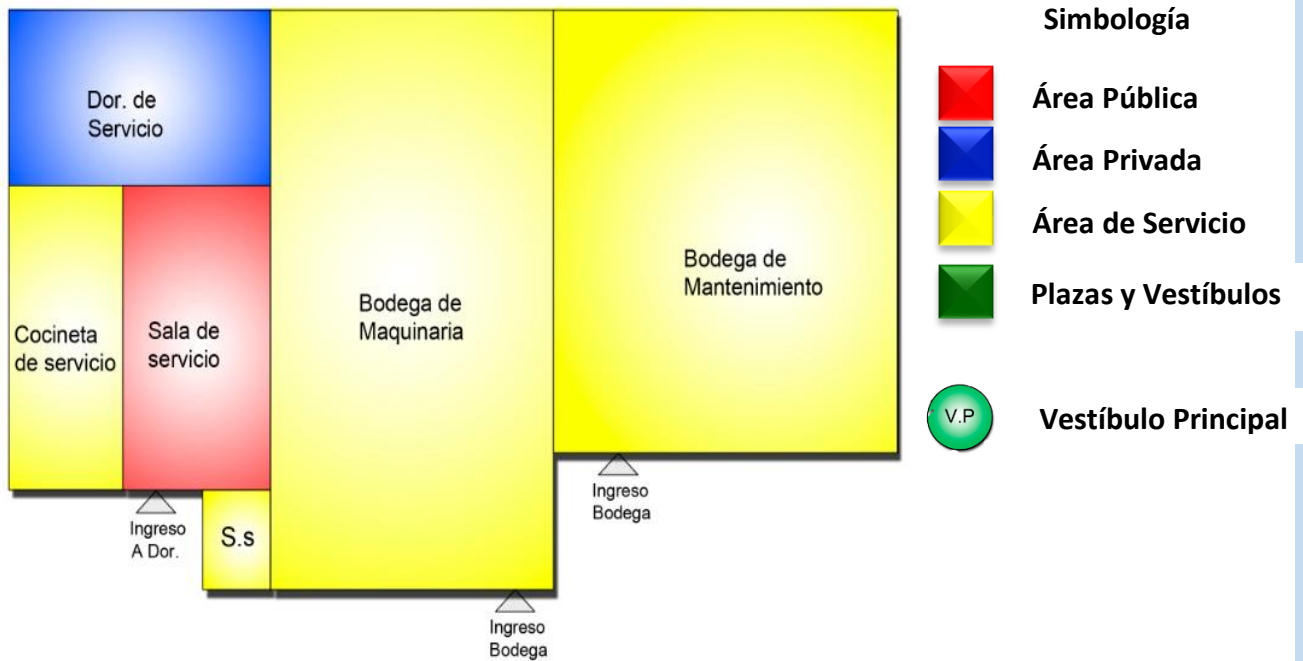 Dor. de
Servicio
Cocineta
de servicio
Sala de
servicio
S.s
Bodega de
Maquinaria
Bodega de
Mantenimiento
Ingreso
A Dor.
Ingreso
Bodega
Ingreso
Bodega
Simbología
Área Pública
Área Privada
Área de Servicio
Plazas y Vestíbulos
V.P
Vestíbulo Principal